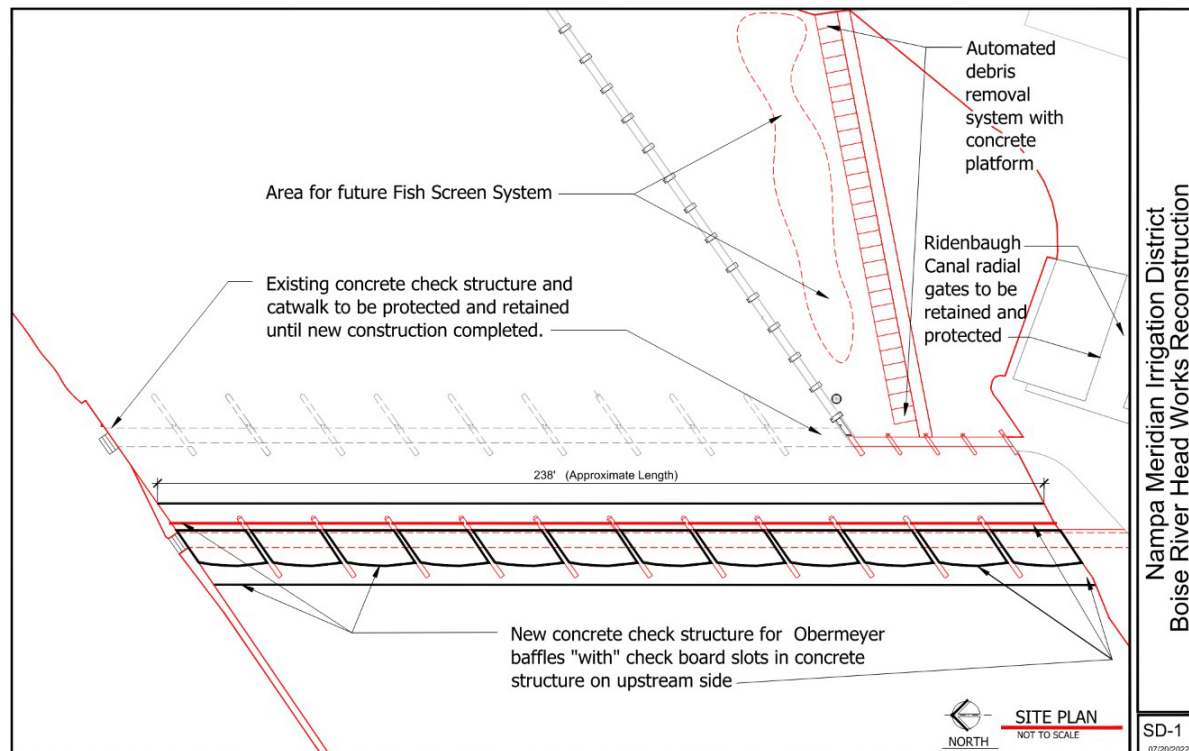 Automated
debris
removal
system with
concrete
platform
Area for future Fish Screen System
Ridenbaugh
Canal radial
gates to be
retained and
protected
Existing concrete check structure and
catwalk to be protected and retained
until new construction completed.
238' (Approximate Length)
New concrete check structure for Obermeyer
baffles "with" check board slots in concrete
structure on upstream side
NORTH
SITE PLAN
NOT TO SCALE
Nampa Meridian Irrigation District
Boise River Head Works Reconstruction
SD-1
07/20/2022